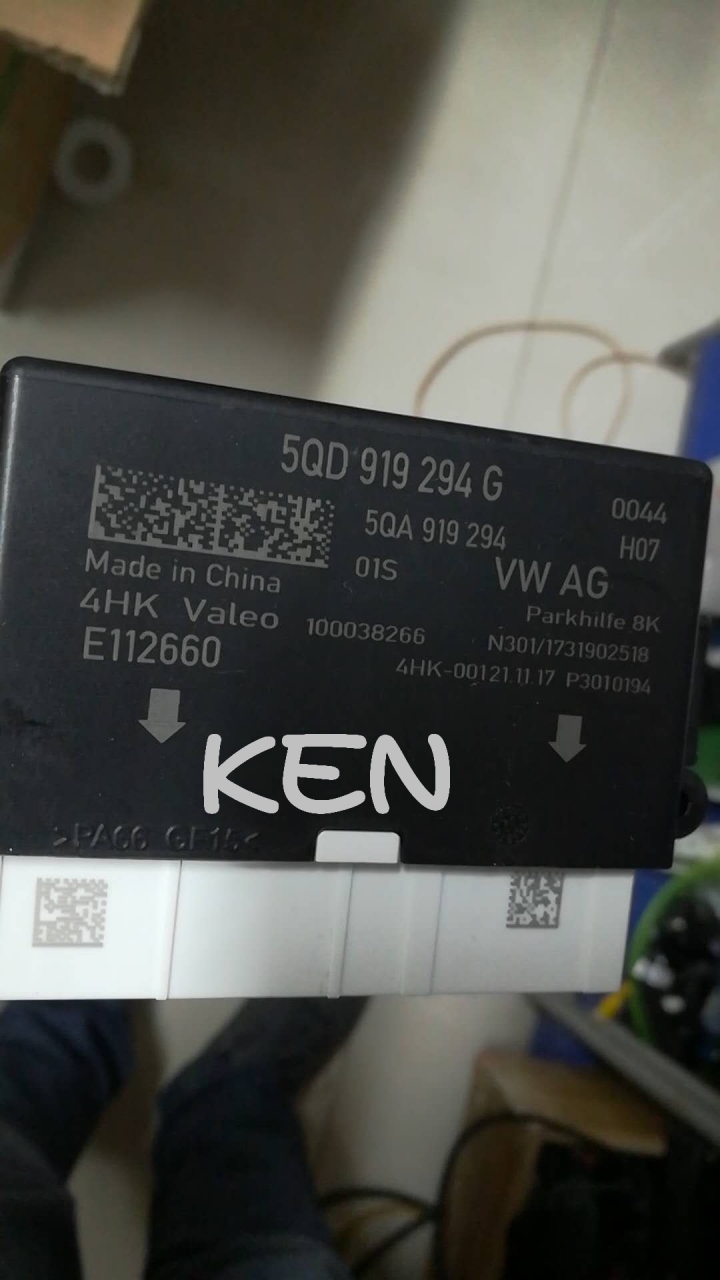 5QD 919 294 G
0044
5QA 919 294
H07
01S
VW AG
Made in China
Parkhilfe 8K
4HK Valeo
100038266
N301/1731902518
E112660
4HK-00121.11.17 P3010194
KEN
>PA66 GF15<